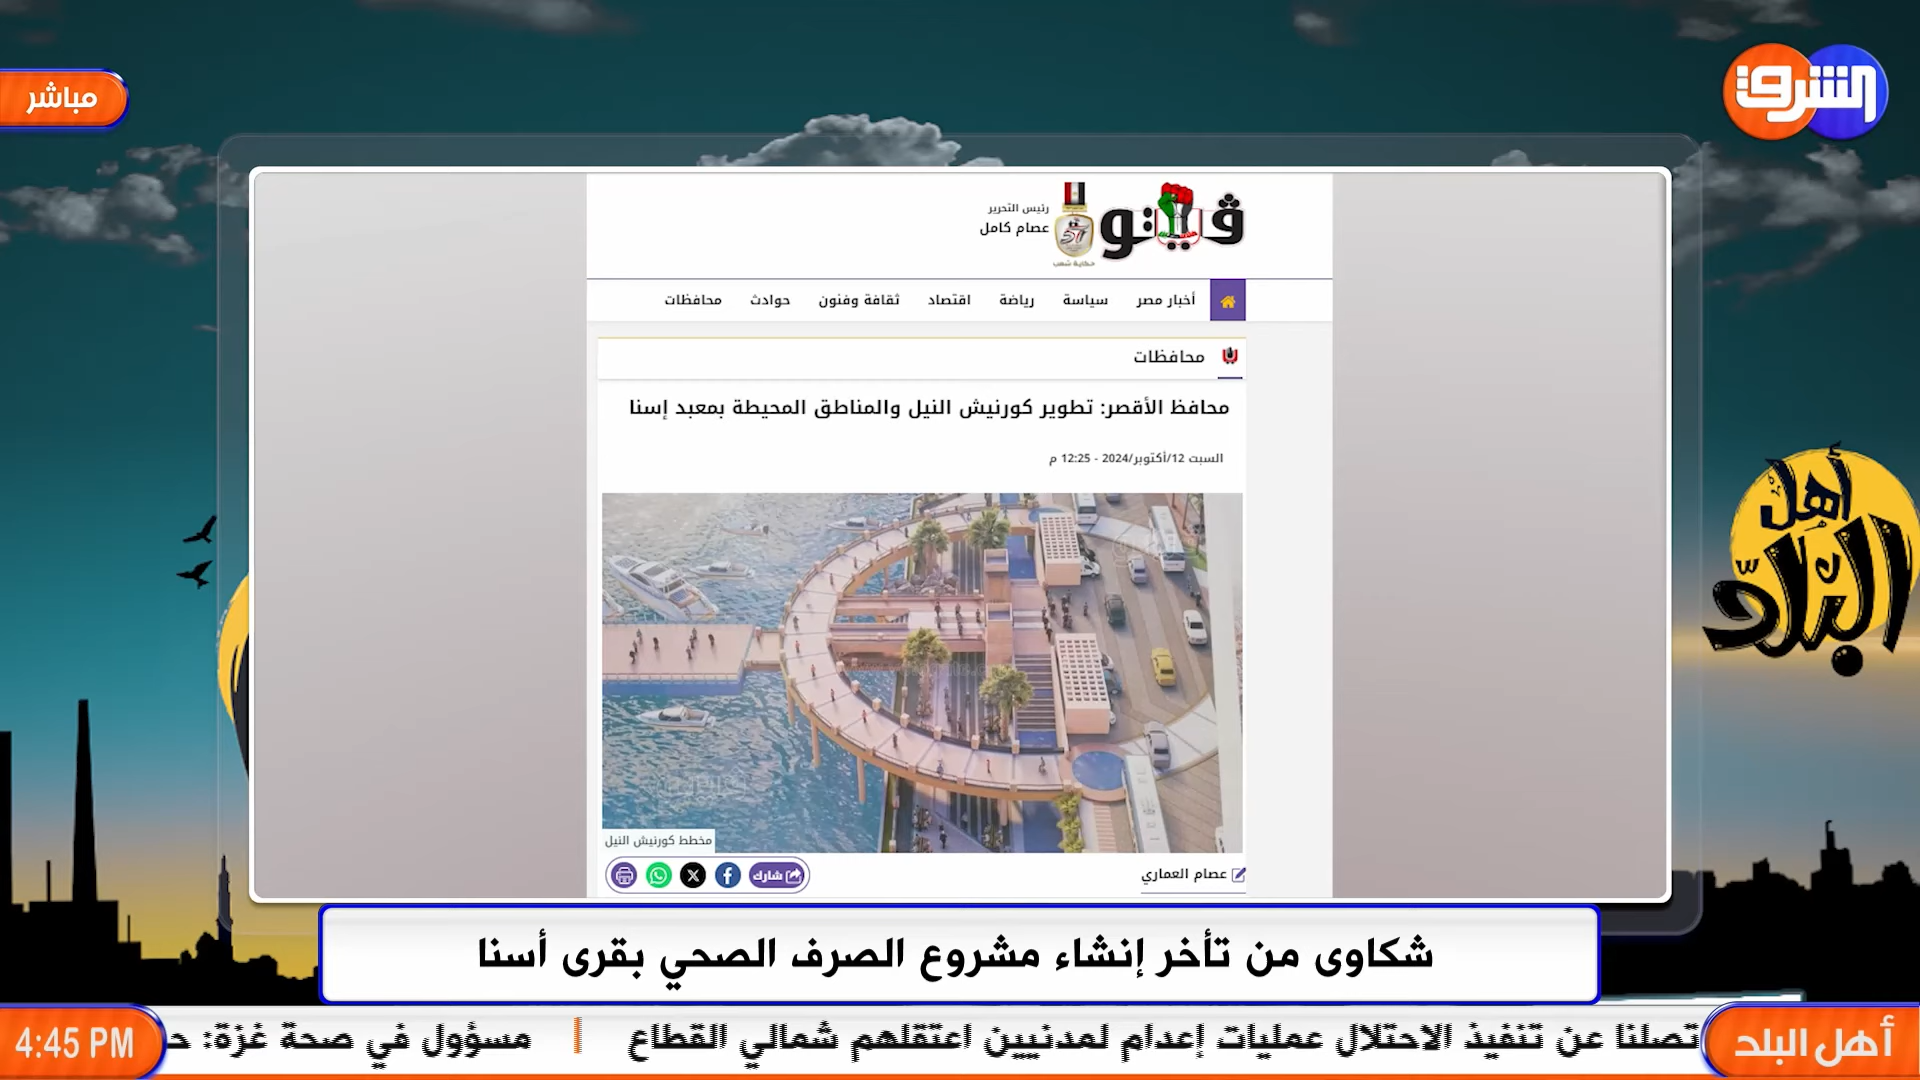 مباشر
الشرق
ڤيتو
رئيس التحرير
عصام كامل
حكاية شعب
أخبار مصر سياسة رياضة اقتصاد ثقافة وفنون حوادث محافظات
محافظات
محافظ الأقصر: تطوير كورنيش النيل والمناطق المحيطة بمعبد إسنا
السبت 12/أكتوبر/2024 - 12:25 م
مخطط كورنيش النيل
عصام العماري
شارك
أهل البلد
شكاوى من تأخر إنشاء مشروع الصرف الصحي بقرى أسنا
أهل البلد
تصلنا عن تنفيذ الاحتلال عمليات إعدام لمدنيين اعتقلهم شمالي القطاع | مسؤول في صحة غزة: ح
4:45 PM